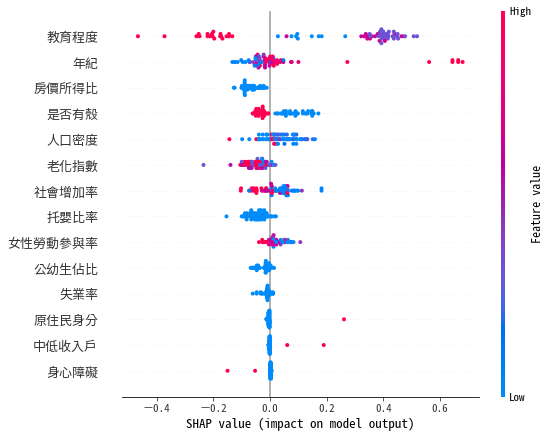 High
教育程度
年紀
房價所得比
是否有殼
人口密度
老化指數
社會增加率
托嬰比率
女性勞動參與率
公幼生佔比
失業率
原住民身分
中低收入戶
身心障礙
Feature value
Low
−0.4 −0.2 0.0 0.2 0.4 0.6
SHAP value (impact on model output)